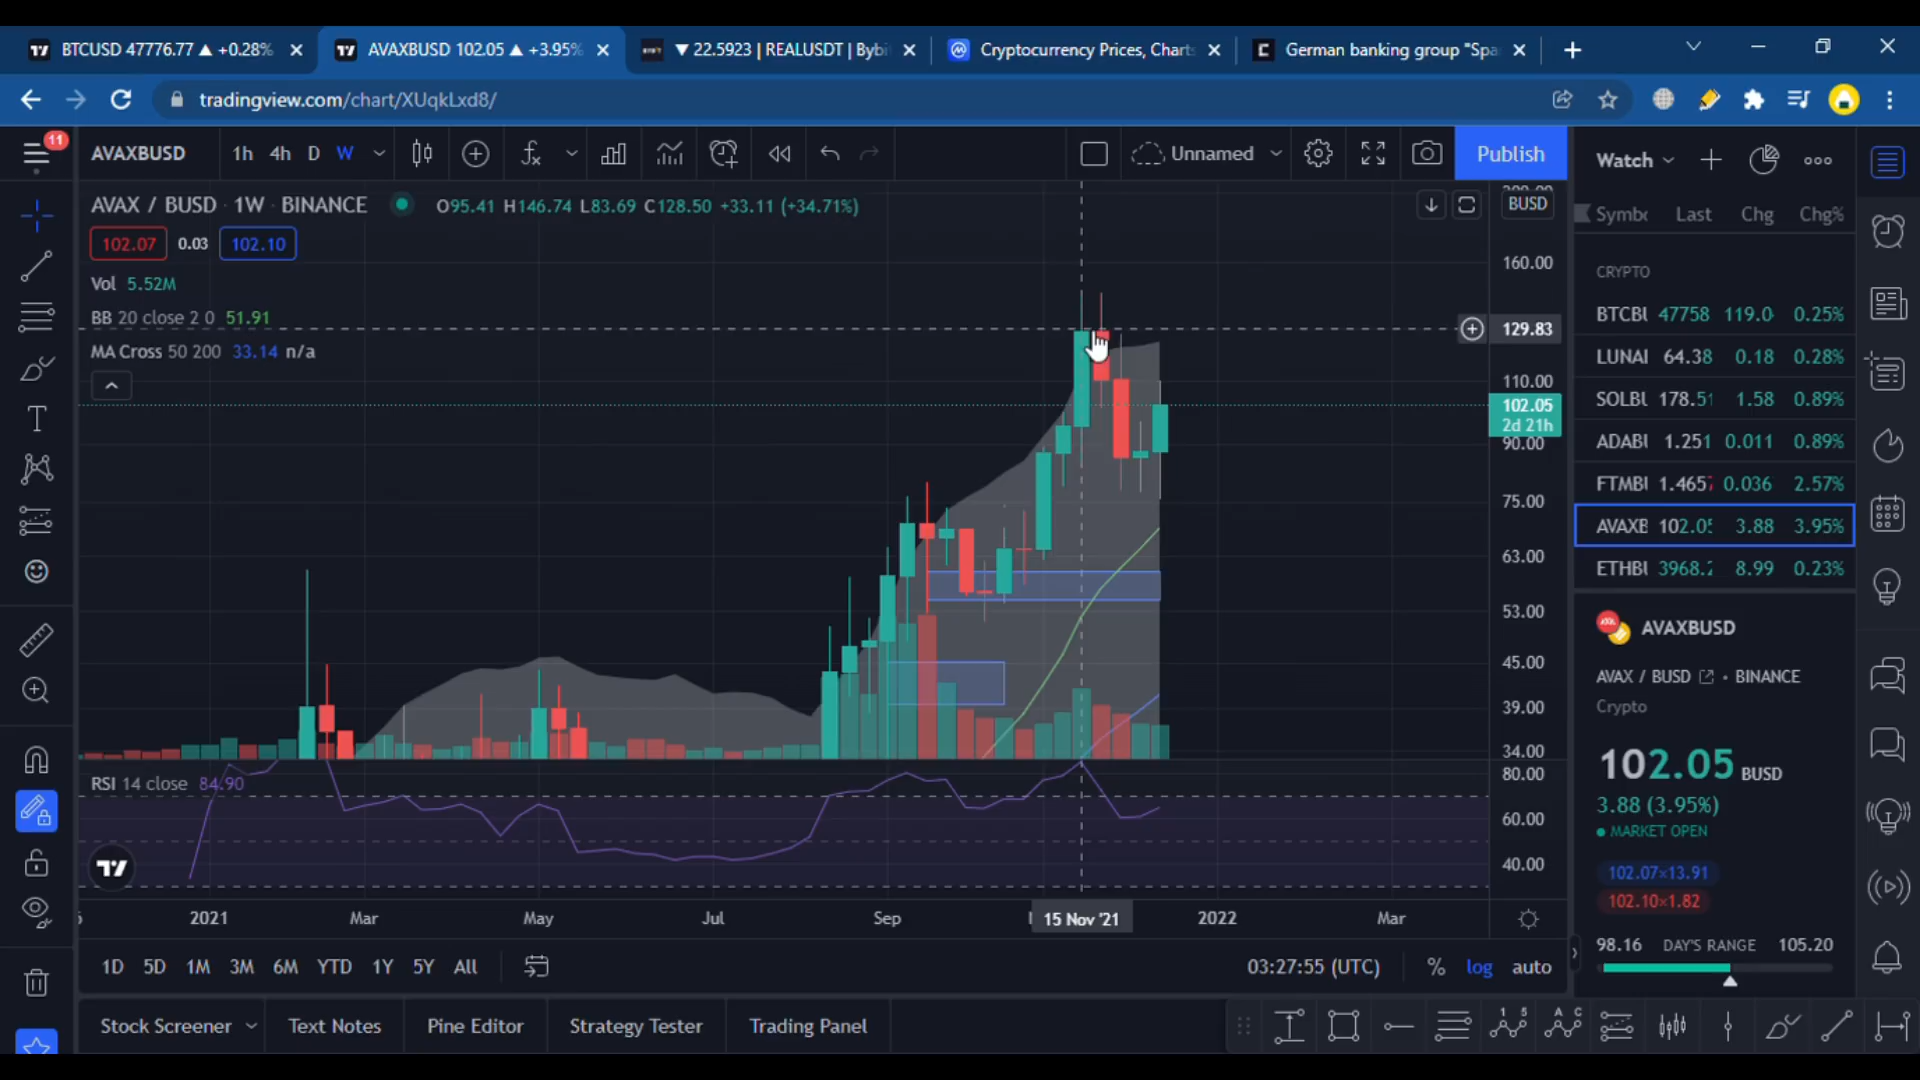 BTCUSD 47776.77 ▲ +0.28%
AVAXBUSD 102.05 ▲ +3.95%
▼ 22.5923 | REALUSDT | Bybi
Cryptocurrency Prices, Charts
German banking group "Spa
tradingview.com/chart/XUqkLxd8/
11
AVAXBUSD
1h 4h D W
Unnamed
Publish
Watch
AVAX / BUSD · 1W · BINANCE
O95.41 H146.74 L83.69 C128.50 +33.11 (+34.71%)
BUSD
102.07 0.03 102.10
Vol 5.52M
BB 20 close 2 0 51.91
MA Cross 50 200 33.14 n/a
160.00
129.83
110.00
102.05
2d 21h
90.00
75.00
63.00
53.00
45.00
39.00
34.00
RSI 14 close 84.90
80.00
60.00
40.00
2021 Mar May Jul Sep 15 Nov '21 2022 Mar
1D 5D 1M 3M 6M YTD 1Y 5Y All
03:27:55 (UTC) % log auto
Stock Screener Text Notes Pine Editor Strategy Tester Trading Panel
Last Chg Chg%
CRYPTO
BTCBU 47758 119.0 0.25%
LUNAI 64.38 0.18 0.28%
SOLBU 178.51 1.58 0.89%
ADABU 1.251 0.011 0.89%
FTMBU 1.465 0.036 2.57%
AVAXB 102.05 3.88 3.95%
ETHBU 3968.2 8.99 0.23%
AVAXBUSD
AVAX / BUSD · BINANCE
Crypto
102.05 BUSD
3.88 (3.95%)
MARKET OPEN
102.07×13.91
102.10×1.82
98.16 DAY'S RANGE 105.20